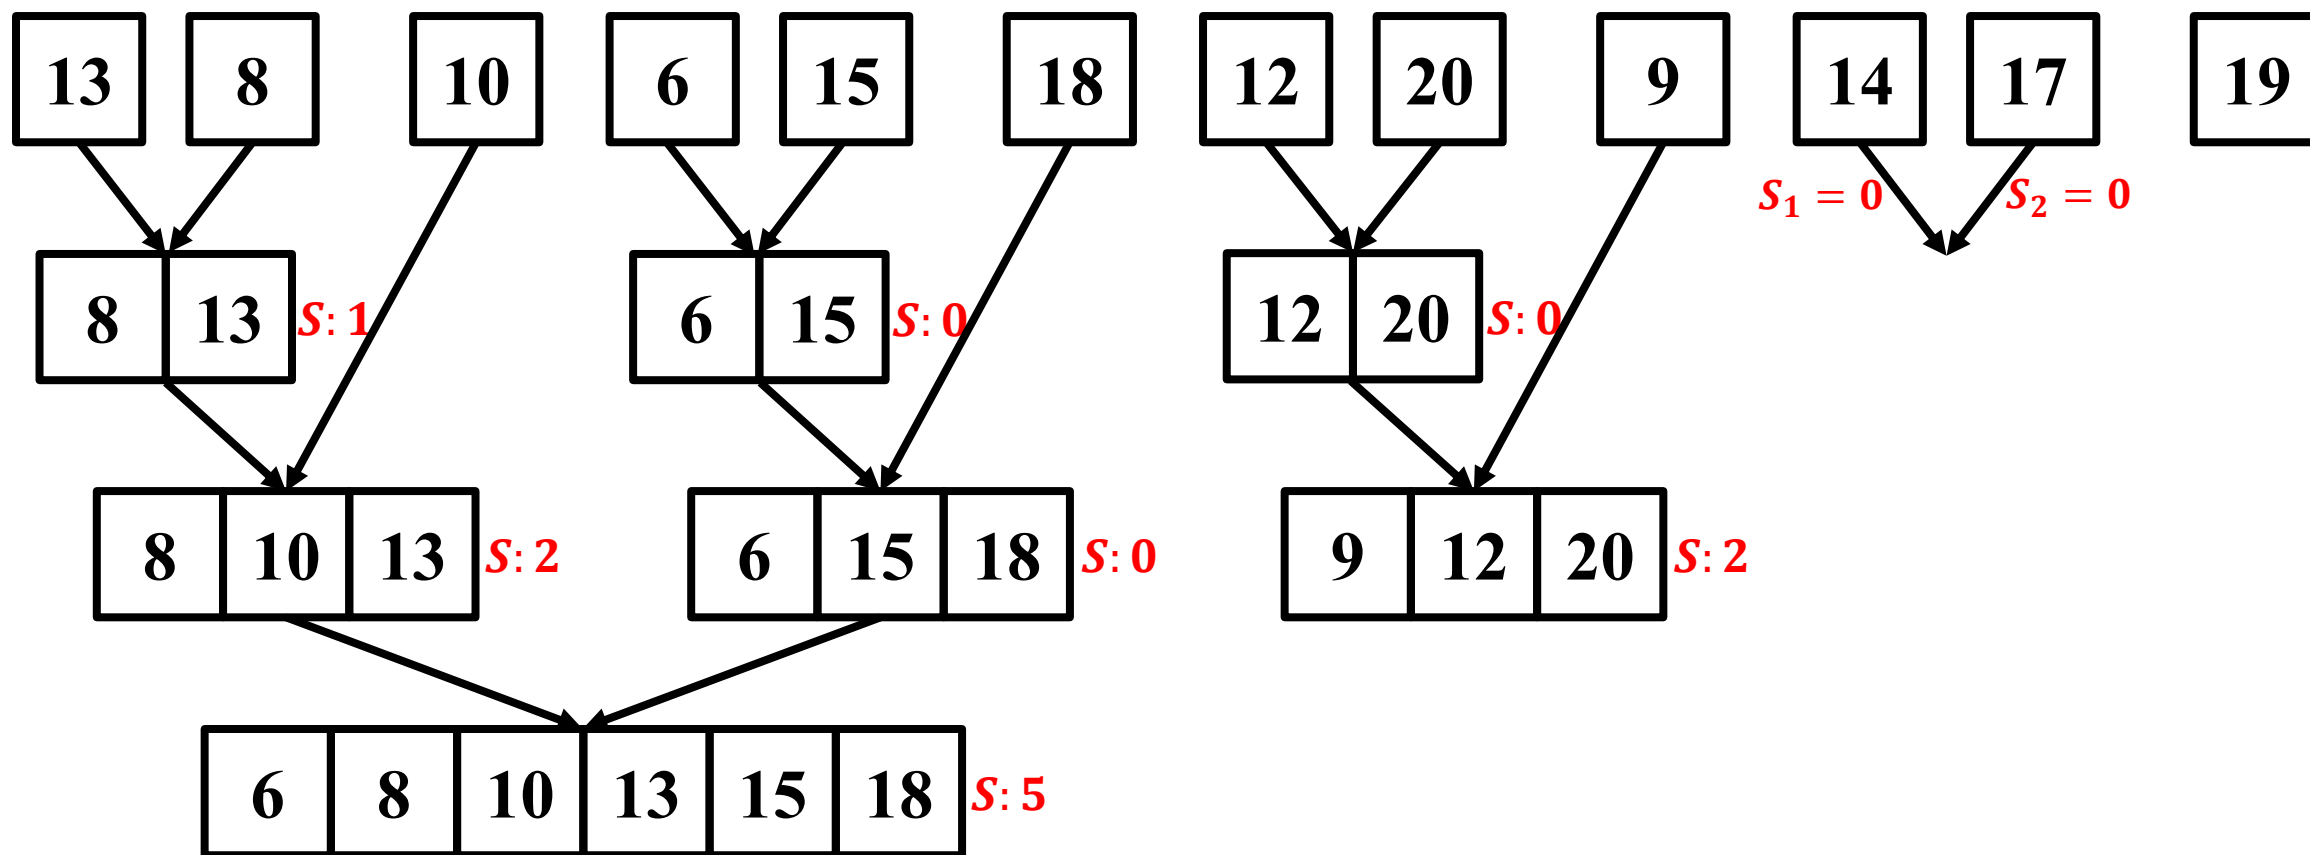 13 8 10 6 15 18 12 20 9 14 17 19
S₁ = 0 S₂ = 0
8 13 S: 1 6 15 S: 0 12 20 S: 0
8 10 13 S: 2 6 15 18 S: 0 9 12 20 S: 2
6 8 10 13 15 18 S: 5